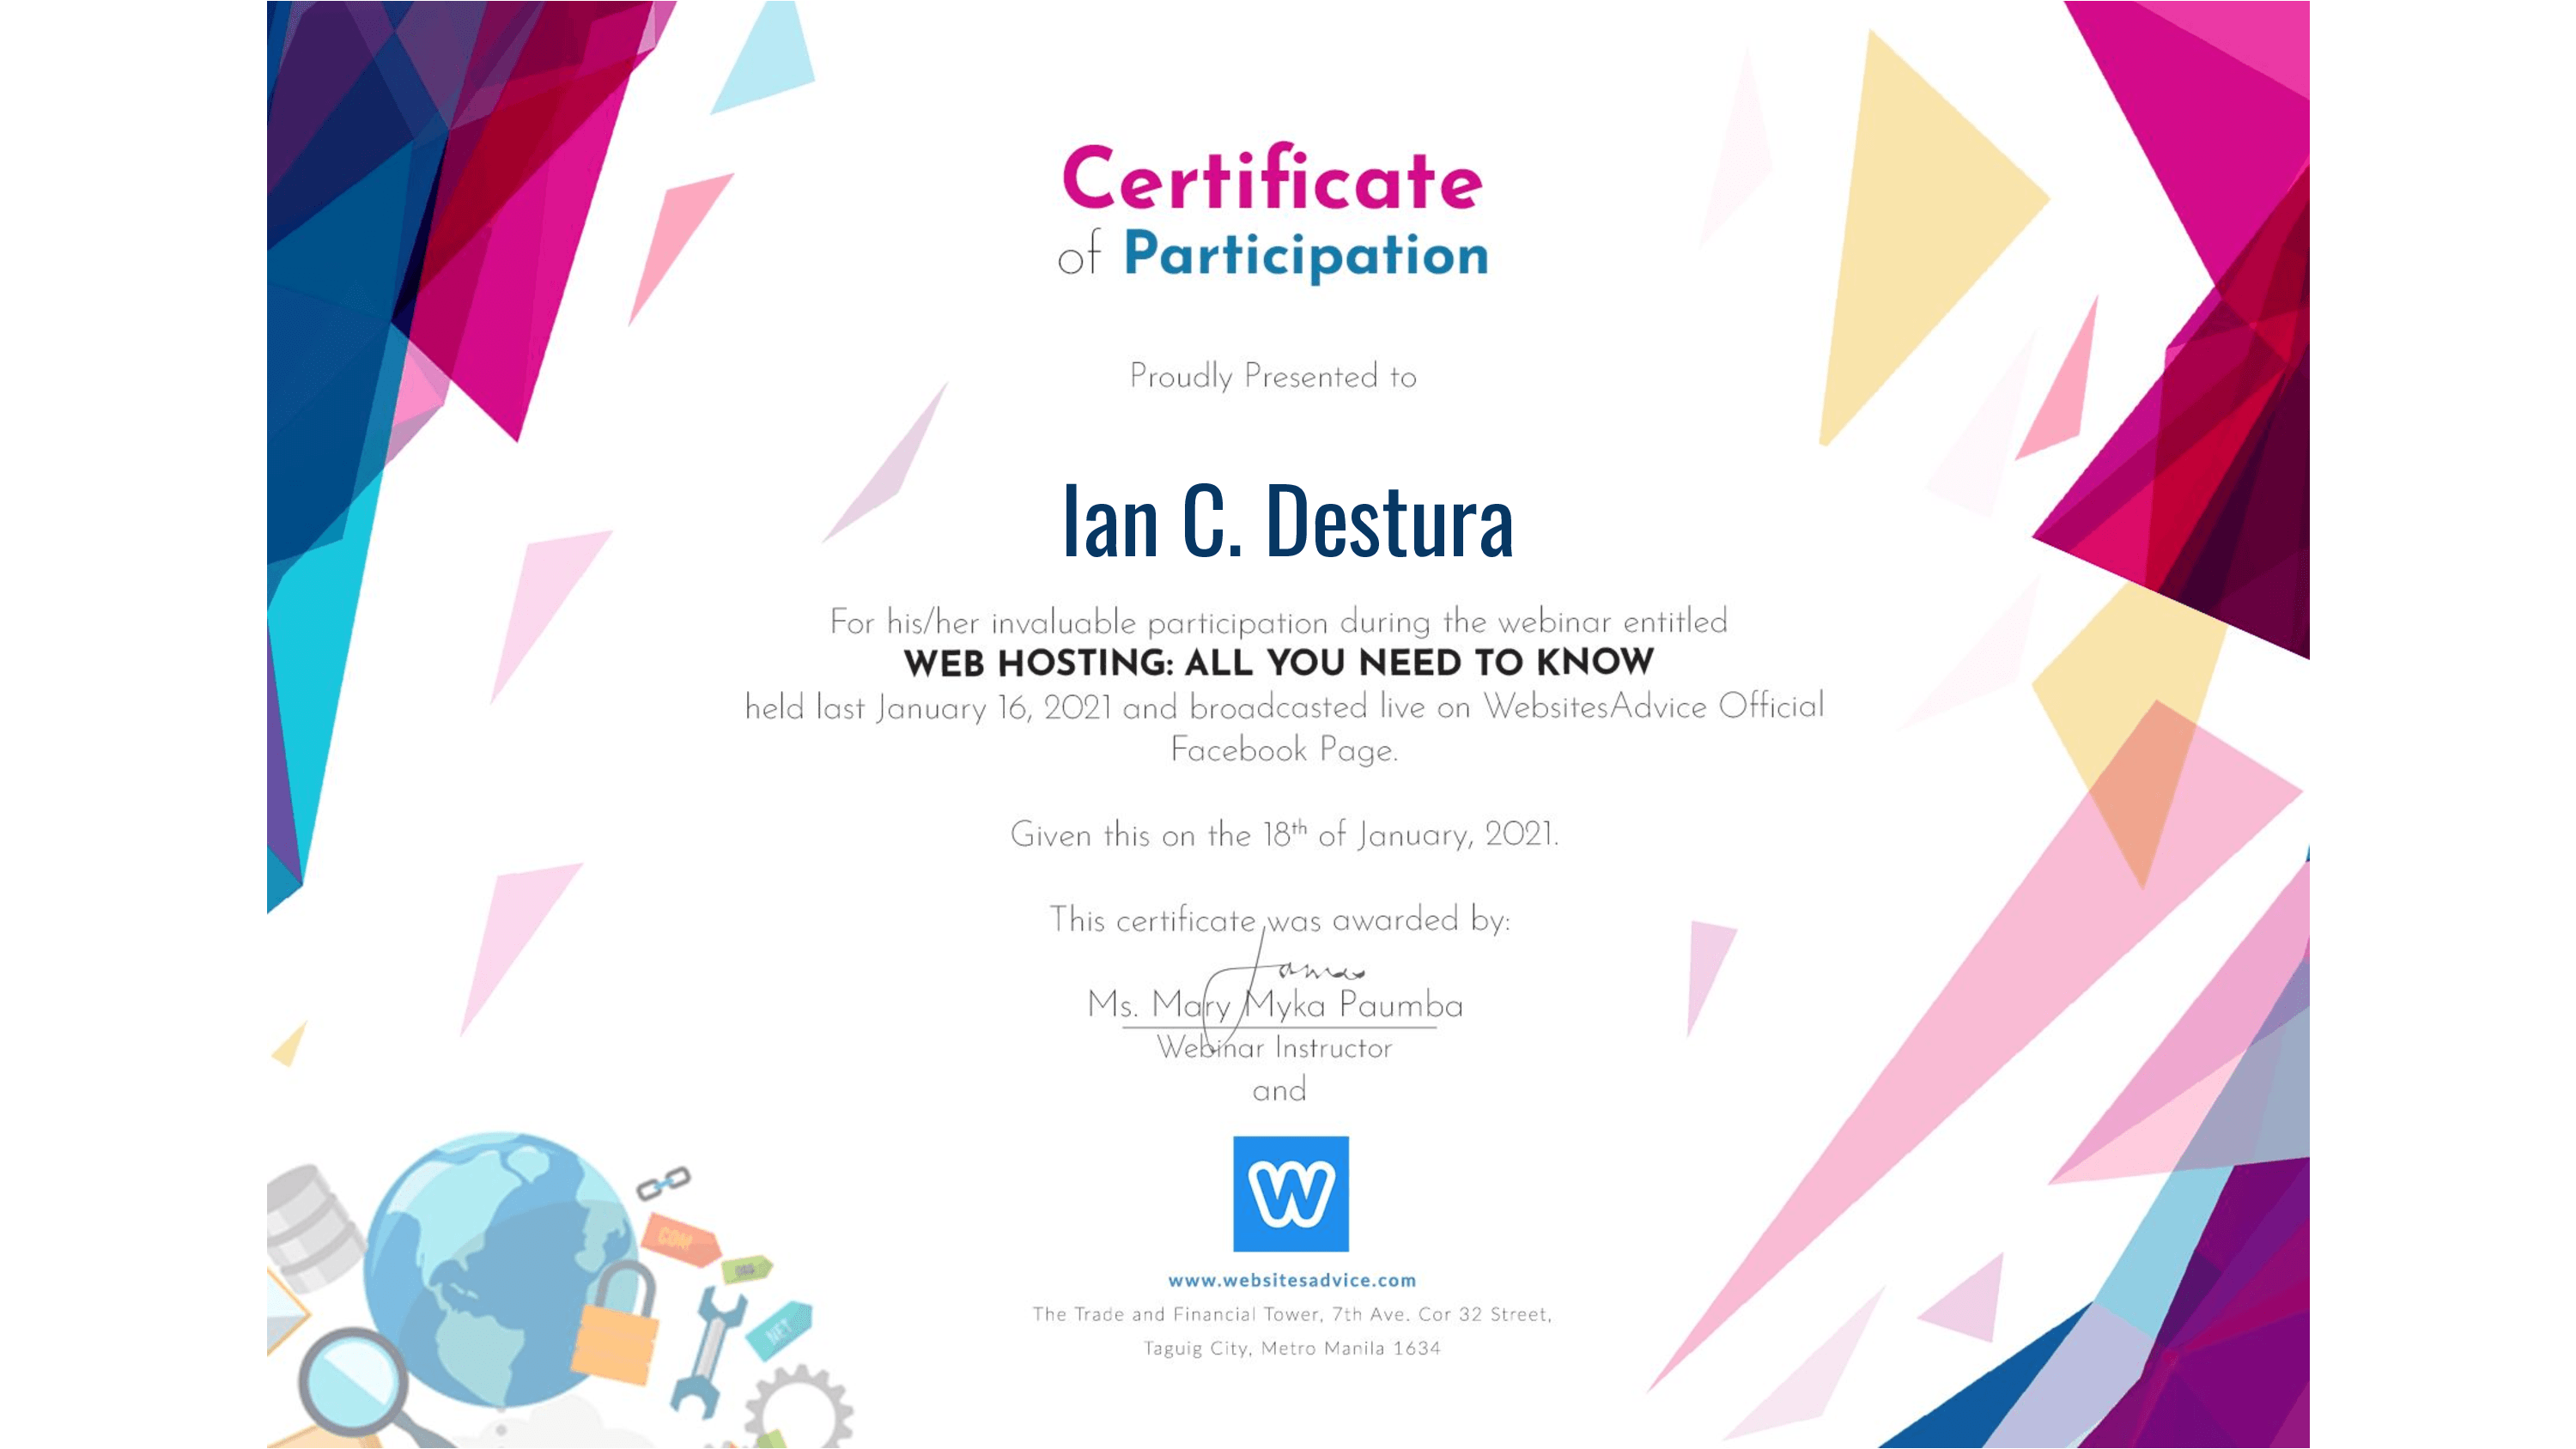 Certificate
of Participation
Proudly Presented to
Ian C. Destura
For his/her invaluable participation during the webinar entitled
WEB HOSTING: ALL YOU NEED TO KNOW
held last January 16, 2021 and broadcasted live on WebsitesAdvice Official
Facebook Page.
Given this on the 18th of January, 2021.
This certificate was awarded by:
Ms. Mary Myka Paumba
Webinar Instructor
and
W
www.websitesadvice.com
The Trade and Financial Tower, 7th Ave. Cor 32 Street,
Taguig City, Metro Manila 1634
COM
ORG
NET